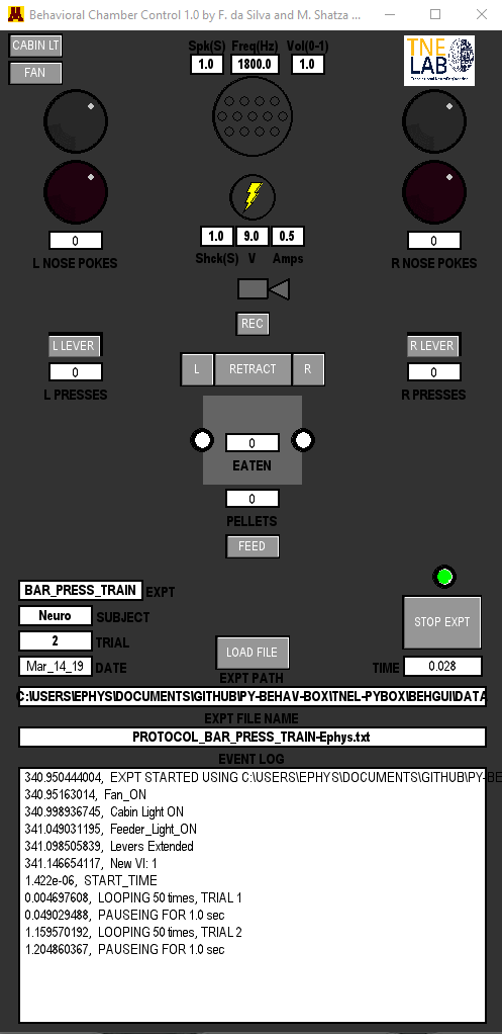 Behavioral Chamber Control 1.0 by F. da Silva and M. Shatza ...
CABIN LT
FAN
Spk(S) Freq(Hz) Vol(0-1)
1.0 1800.0 1.0
TNE
LAB
0 0
L NOSE POKES R NOSE POKES
1.0 9.0 0.5
Shck(S) V Amps
REC
L LEVER R LEVER
L RETRACT R
0 0
L PRESSES R PRESSES
0
EATEN
0
PELLETS
FEED
BAR_PRESS_TRAIN EXPT
Neuro SUBJECT
STOP EXPT
2 TRIAL
LOAD FILE
Mar_14_19 DATE
TIME 0.028
EXPT PATH
C:\USERS\EPHYS\DOCUMENTS\GITHUB\PY-BEHAV-BOX\TNEL-PYBOX\BEHGUI\DATA
EXPT FILE NAME
PROTOCOL_BAR_PRESS_TRAIN-Ephys.txt
EVENT LOG
340.950444004, EXPT STARTED USING C:\USERS\EPHYS\DOCUMENTS\GITHUB\PY-BE
340.95163014, Fan_ON
340.998936745, Cabin Light ON
341.049031195, Feeder_Light_ON
341.098505839, Levers Extended
341.146654117, New VI: 1
1.422e-06, START_TIME
0.004697608, LOOPING 50 times, TRIAL 1
0.049029488, PAUSEING FOR 1.0 sec
1.159570192, LOOPING 50 times, TRIAL 2
1.204860367, PAUSEING FOR 1.0 sec